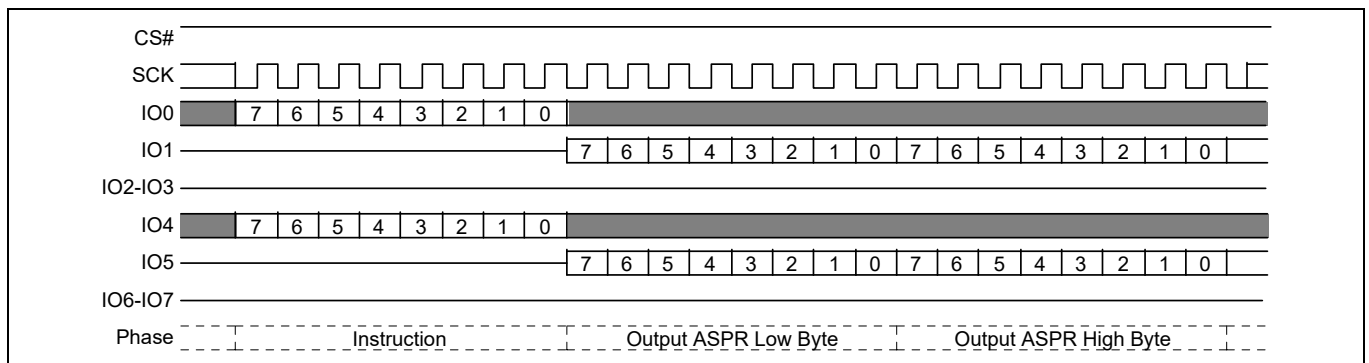 CS#
SCK
IO0 7 6 5 4 3 2 1 0
IO1 7 6 5 4 3 2 1 0 7 6 5 4 3 2 1 0
IO2-IO3
IO4 7 6 5 4 3 2 1 0
IO5 7 6 5 4 3 2 1 0 7 6 5 4 3 2 1 0
IO6-IO7
Phase Instruction Output ASPR Low Byte Output ASPR High Byte